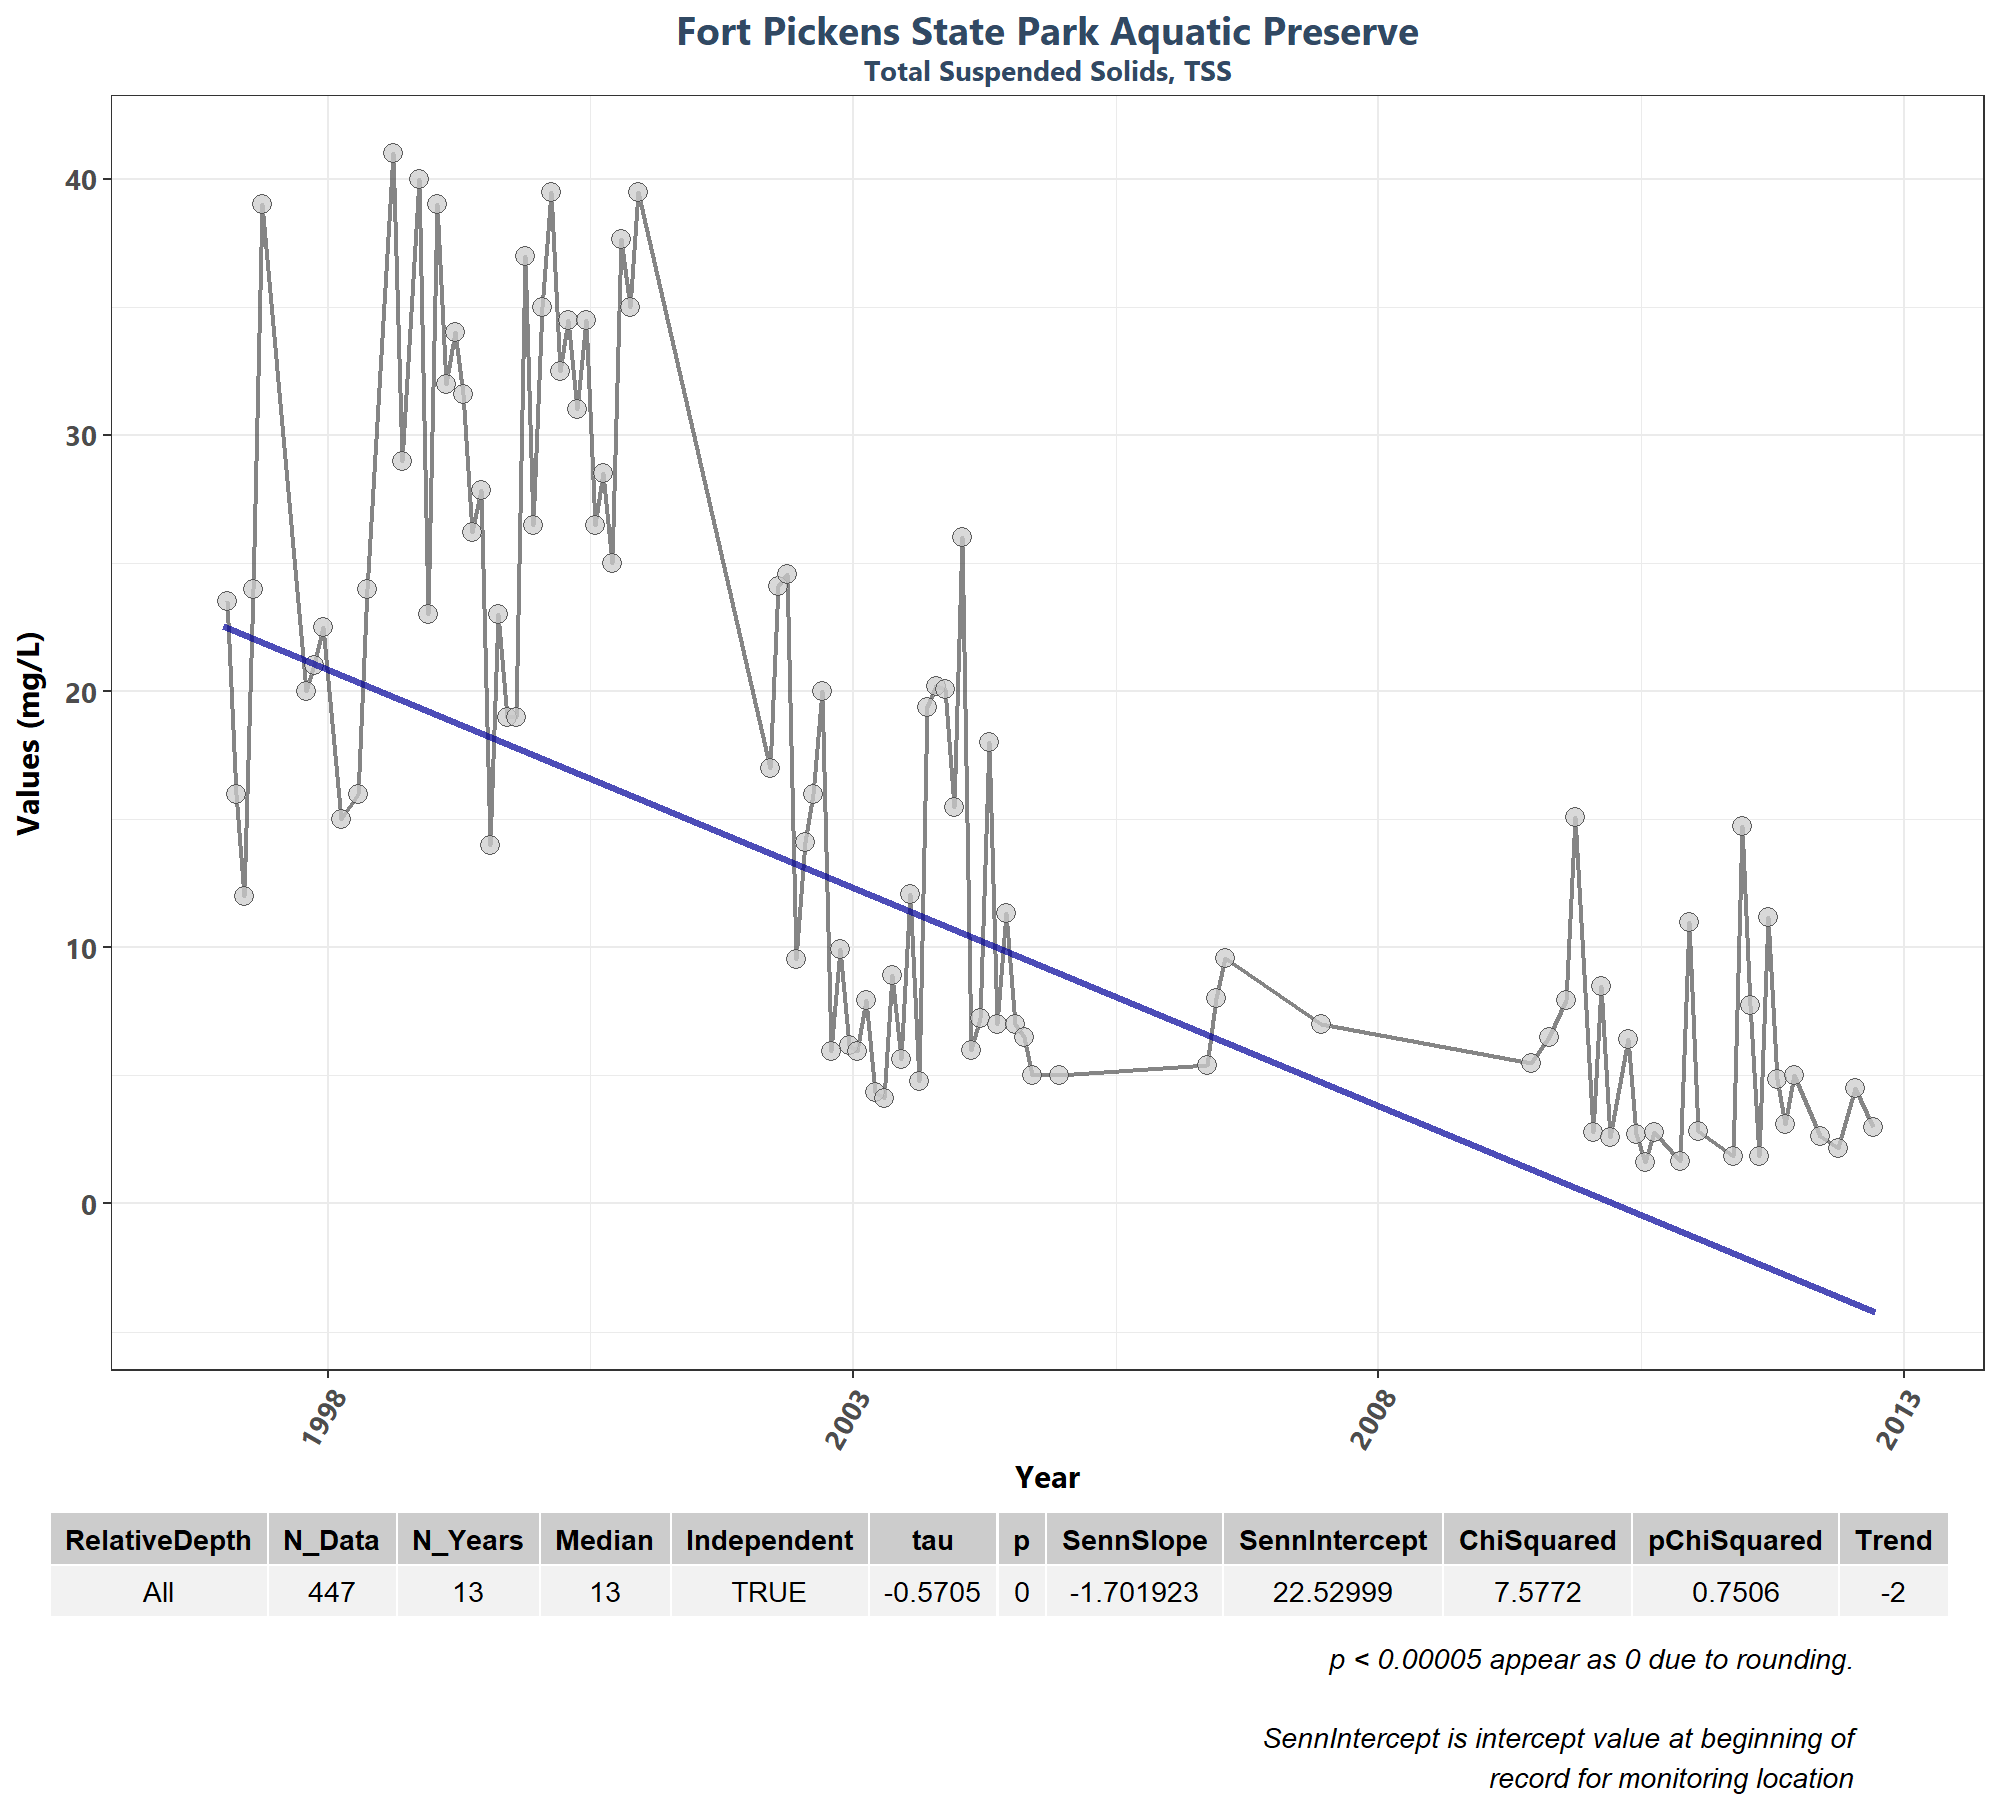 Fort Pickens State Park Aquatic Preserve
Total Suspended Solids, TSS
Values (mg/L)
40
30
20
10
0
1998
2003
2008
2013
Year
RelativeDepth N_Data N_Years Median Independent tau p SennSlope SennIntercept ChiSquared pChiSquared Trend
All 447 13 13 TRUE -0.5705 0 -1.701923 22.52999 7.5772 0.7506 -2
p < 0.00005 appear as 0 due to rounding.
SennIntercept is intercept value at beginning of
record for monitoring location